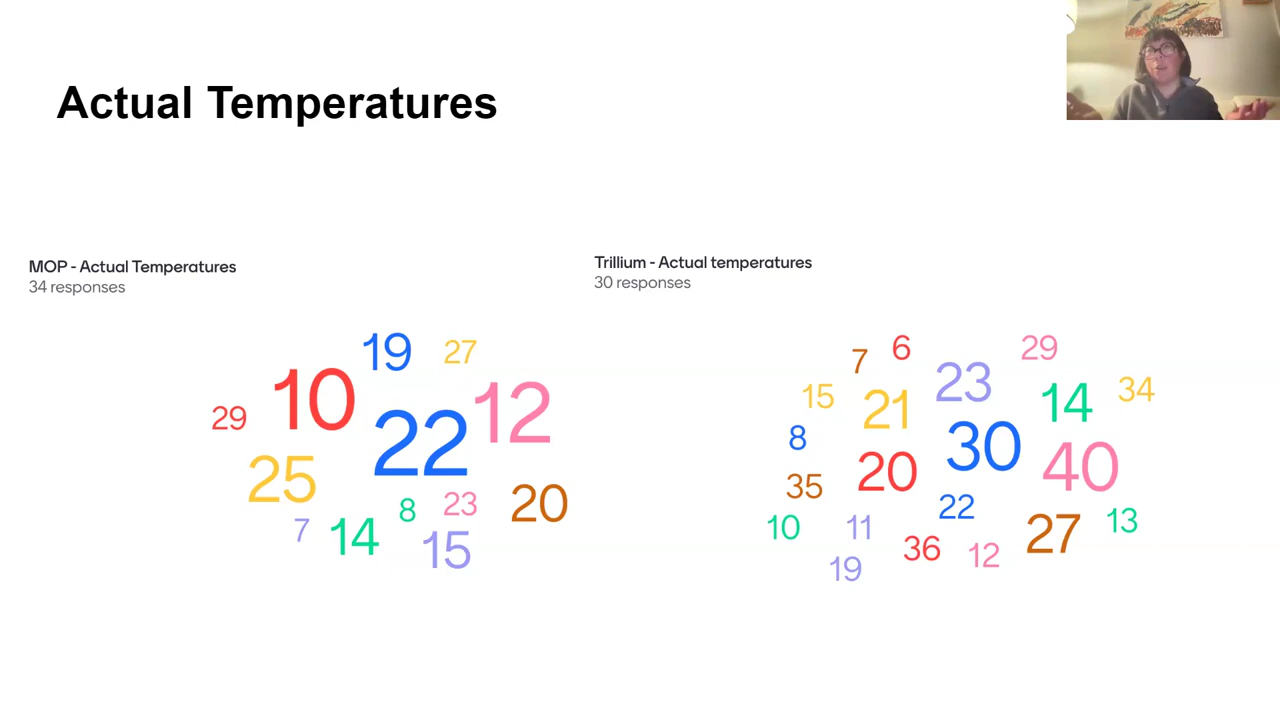 Actual Temperatures
MOP - Actual Temperatures
34 responses
19 27
10 12
29 22
25
8 23 20
7 14 15
Trillium - Actual temperatures
30 responses
7 6 23 29
15 21 14 34
8 30 40
35 20
22
10 11 27 13
36 12
19